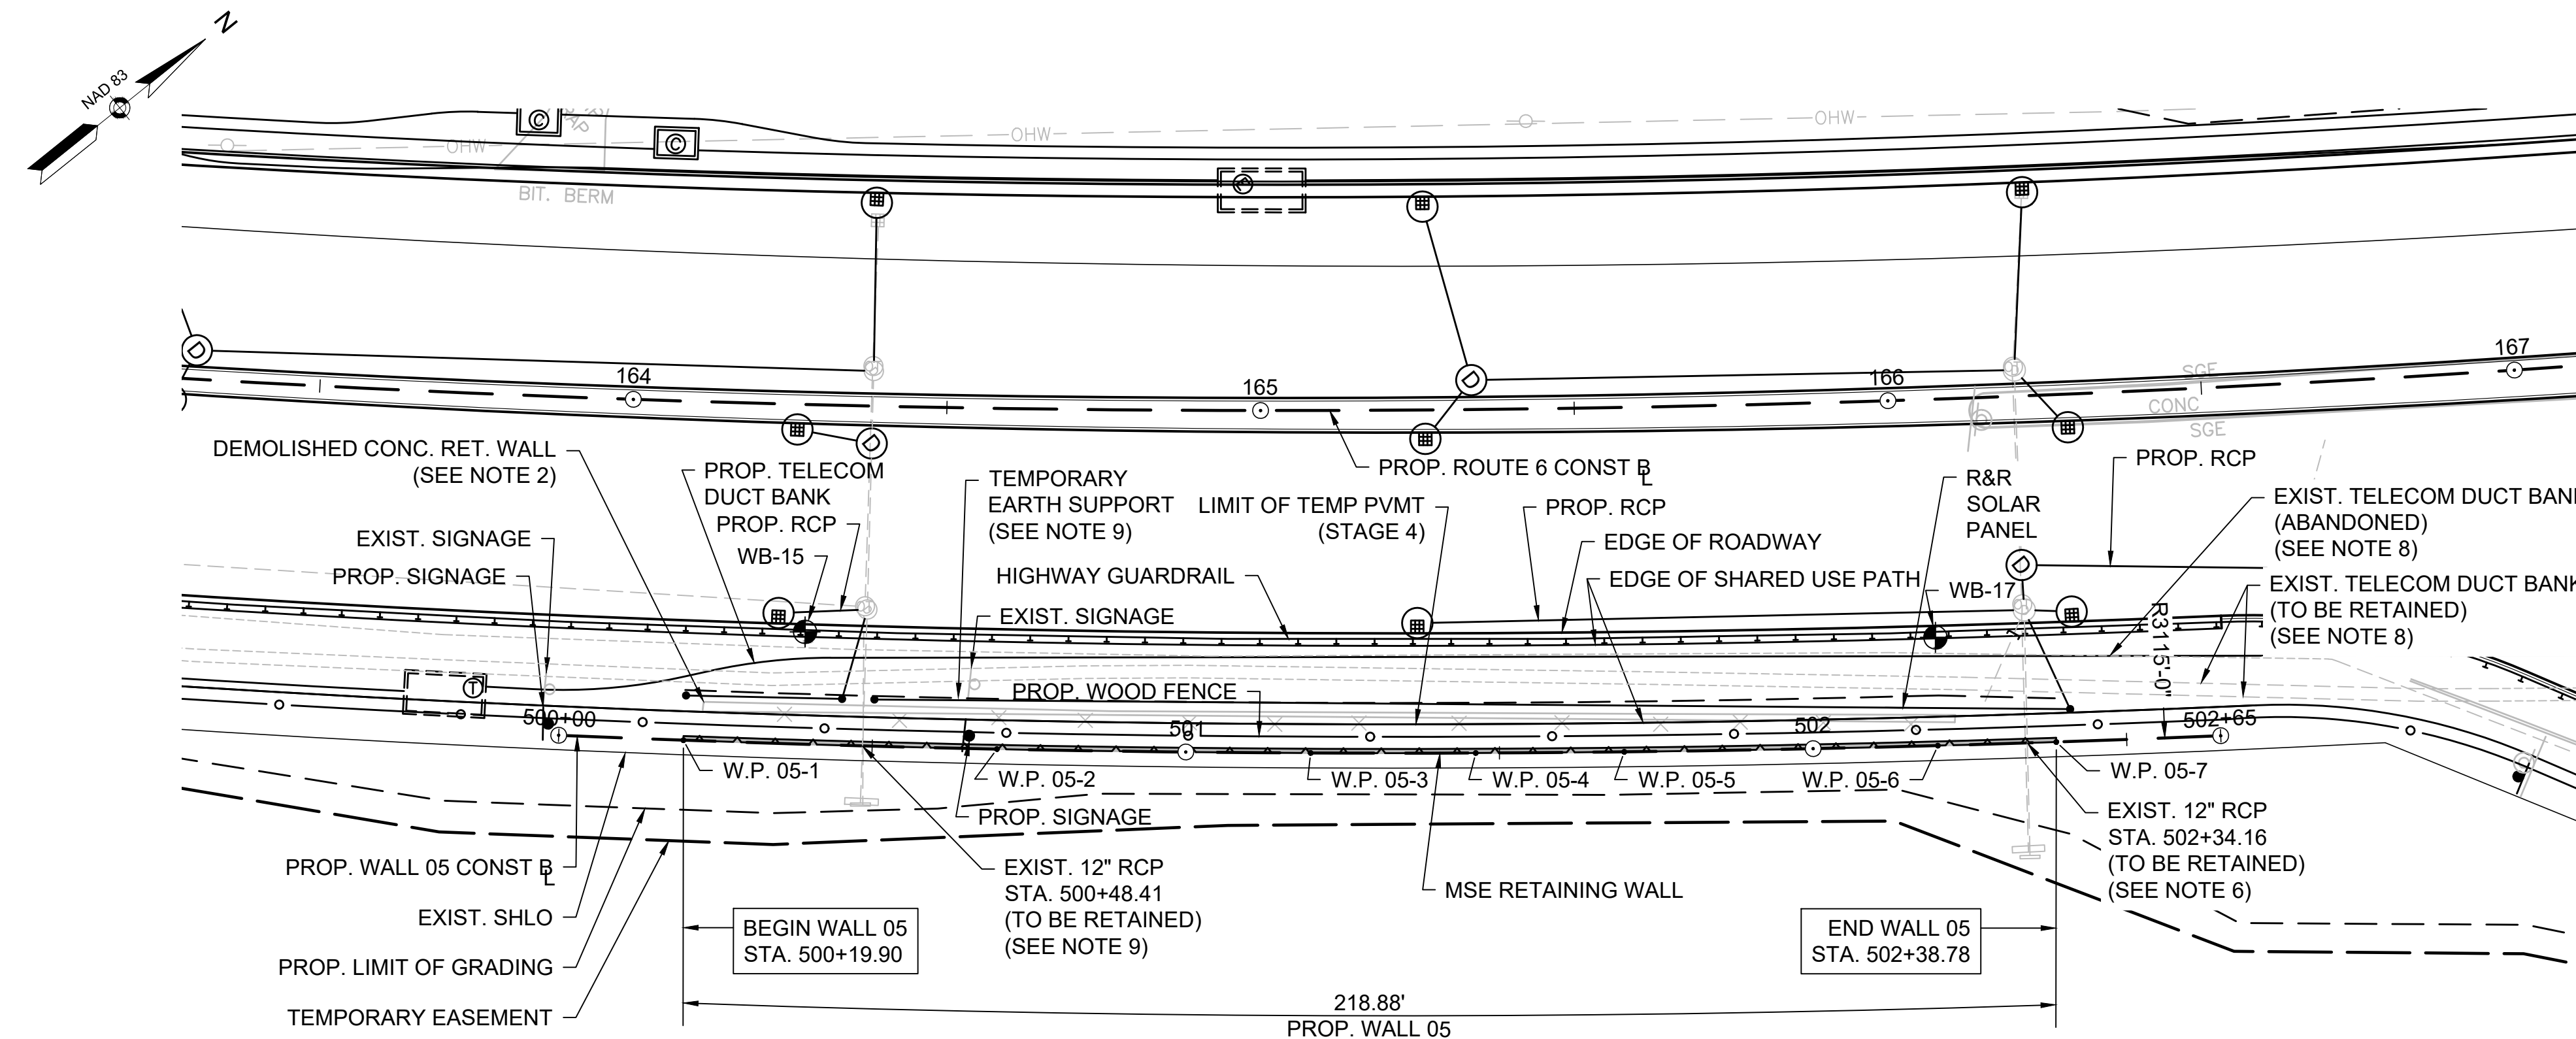 N
NAD 83
OHW
OHW
OHW
BIT. BERM
164
165
166
167
SGE
CONC
SGE
DEMOLISHED CONC. RET. WALL
(SEE NOTE 2)
PROP. TELECOM
DUCT BANK
PROP. RCP
WB-15
TEMPORARY
EARTH SUPPORT
(SEE NOTE 9)
LIMIT OF TEMP PVMT
(STAGE 4)
PROP. ROUTE 6 CONST BL
PROP. RCP
EDGE OF ROADWAY
EDGE OF SHARED USE PATH
R&R
SOLAR
PANEL
PROP. RCP
EXIST. TELECOM DUCT BAN
(ABANDONED)
(SEE NOTE 8)
EXIST. TELECOM DUCT BANK
(TO BE RETAINED)
(SEE NOTE 8)
WB-17
R3115'-0"
EXIST. SIGNAGE
PROP. SIGNAGE
HIGHWAY GUARDRAIL
EXIST. SIGNAGE
PROP. WOOD FENCE
T
C
C
D
D
D
D
500+00
501
502
502+65
W.P. 05-1
W.P. 05-2
W.P. 05-3
W.P. 05-4
W.P. 05-5
W.P. 05-6
W.P. 05-7
PROP. SIGNAGE
PROP. WALL 05 CONST BL
EXIST. SHLO
PROP. LIMIT OF GRADING
TEMPORARY EASEMENT
EXIST. 12" RCP
STA. 500+48.41
(TO BE RETAINED)
(SEE NOTE 9)
MSE RETAINING WALL
EXIST. 12" RCP
STA. 502+34.16
(TO BE RETAINED)
(SEE NOTE 6)
BEGIN WALL 05
STA. 500+19.90
END WALL 05
STA. 502+38.78
218.88'
PROP. WALL 05